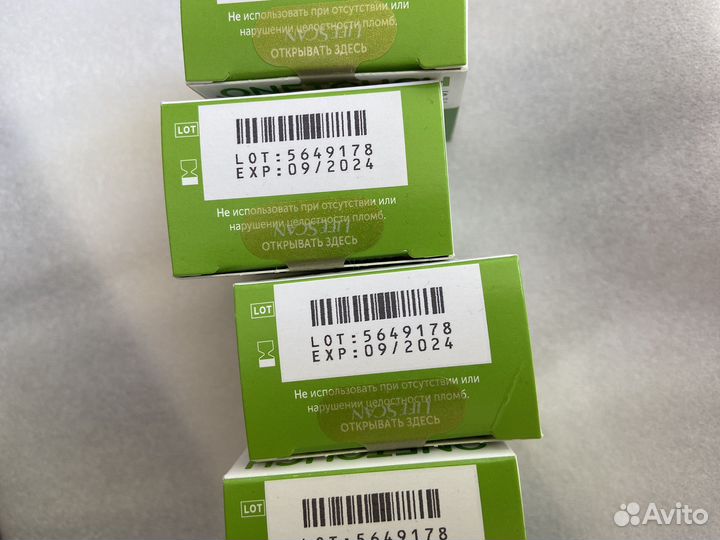 Не использовать при отсутствии или
нарушении целостности пломб.
LIFESCAN
ОТКРЫВАТЬ ЗДЕСЬ
ONETOUCH
LOT
LOT:5649178
EXP:09/2024
Не использовать при отсутствии или
нарушении целостности пломб.
LIFESCAN
ОТКРЫВАТЬ ЗДЕСЬ
LOT
LOT:5649178
EXP:09/2024
Не использовать при отсутствии или
нарушении целостности пломб.
LIFESCAN
ОТКРЫВАТЬ ЗДЕСЬ
ONETOUCH
LOT
LOT:5649178
Avito